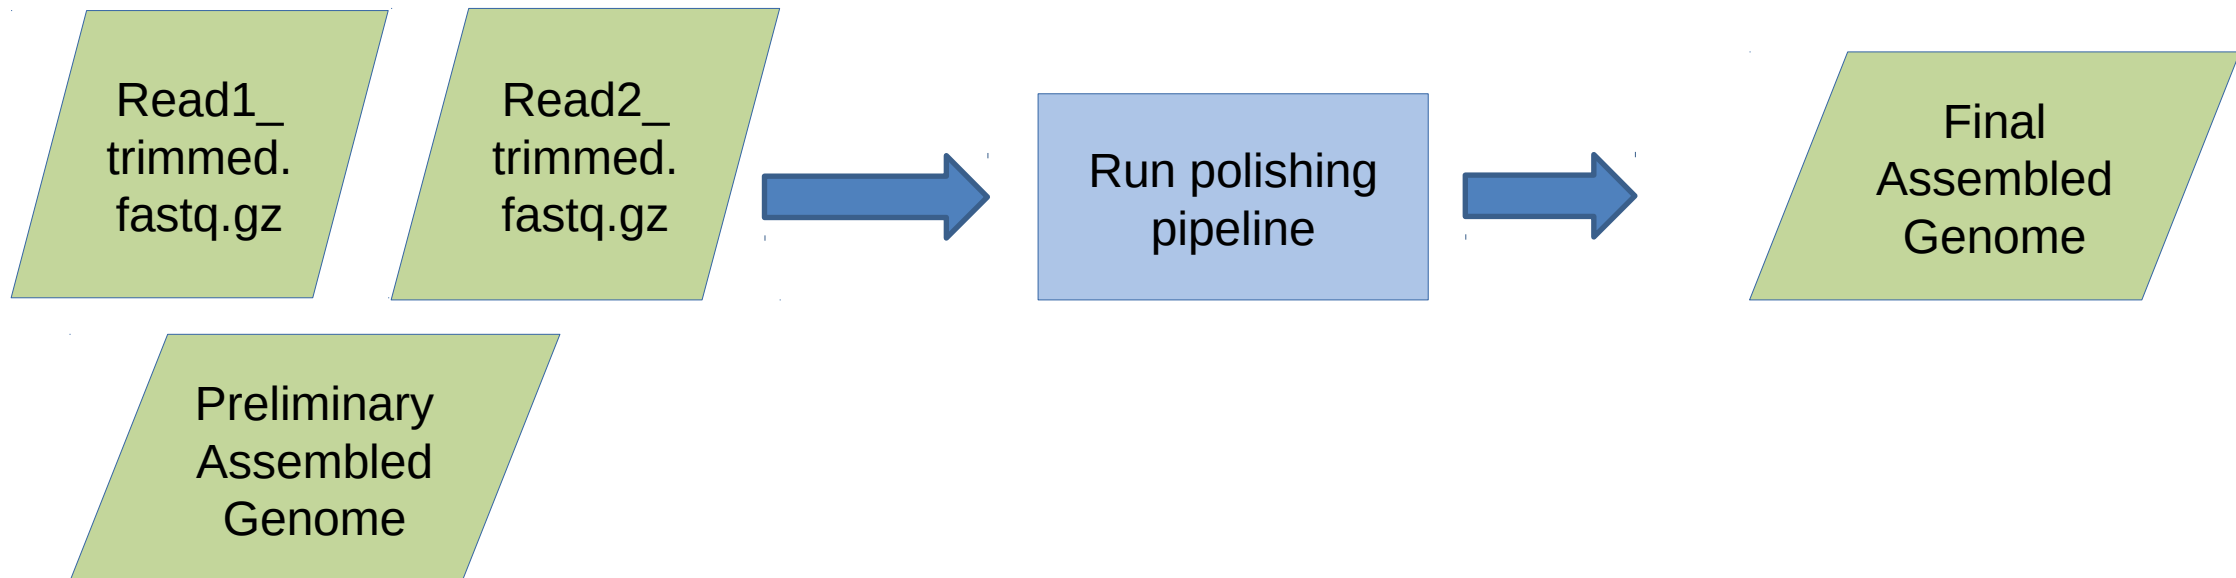 Read1_
trimmed.
fastq.gz
Read2_
trimmed.
fastq.gz
Run polishing
pipeline
Final
Assembled
Genome
Preliminary
Assembled
Genome